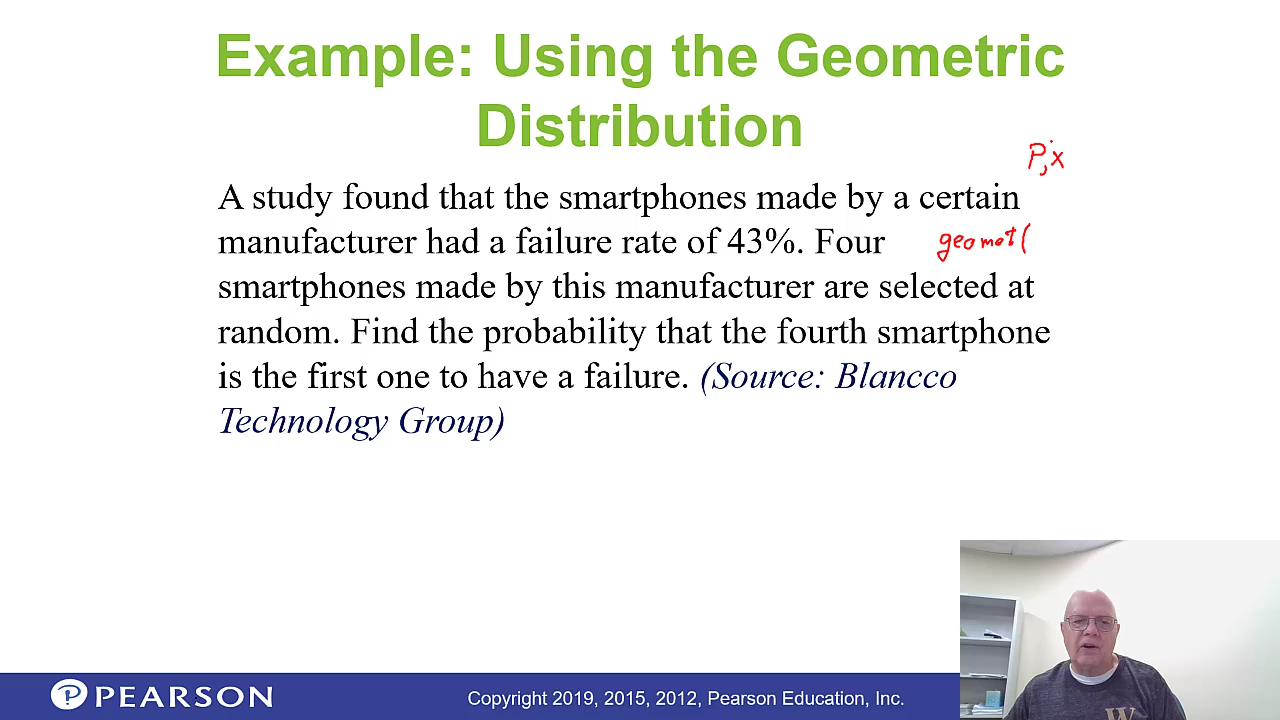 Example: Using the Geometric
Distribution
P,x
A study found that the smartphones made by a certain
manufacturer had a failure rate of 43%. Four
geomet(
smartphones made by this manufacturer are selected at
random. Find the probability that the fourth smartphone
is the first one to have a failure. (Source: Blancco
Technology Group)
W
PEARSON
Copyright 2019, 2015, 2012, Pearson Education, Inc.